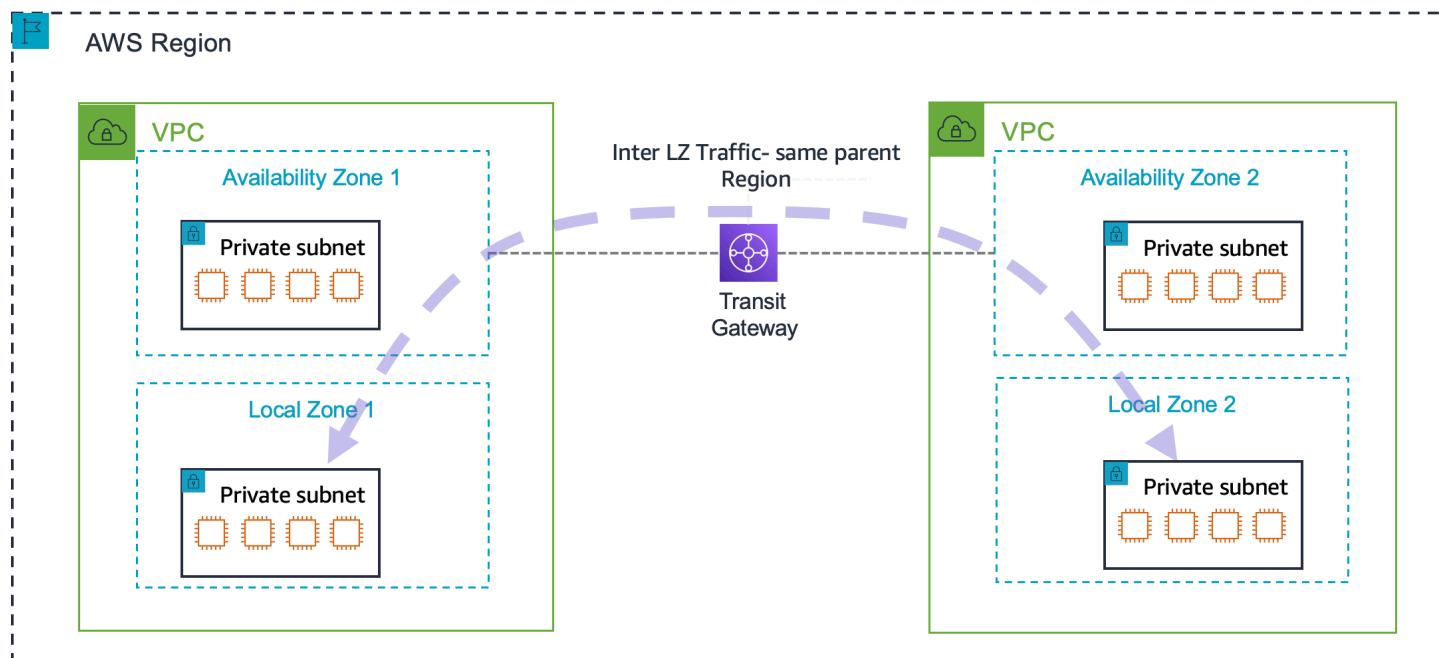 AWS Region
VPC
Availability Zone 1
Private subnet
Local Zone 1
Private subnet
Inter LZ Traffic- same parent
Region
Transit
Gateway
VPC
Availability Zone 2
Private subnet
Local Zone 2
Private subnet